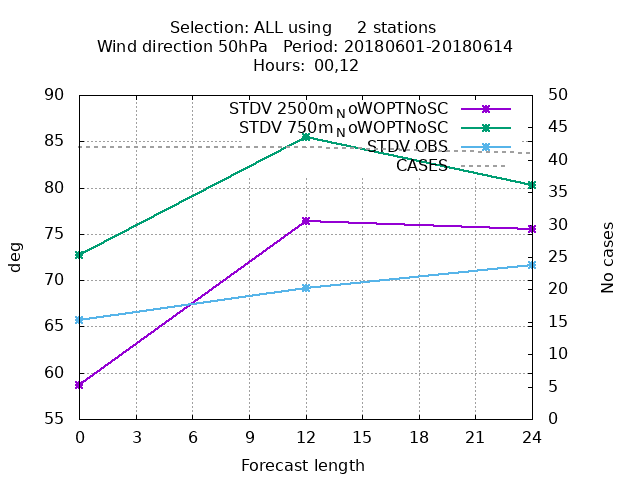 Selection: ALL using     2 stations
Wind direction 50hPa   Period: 20180601-20180614
Hours:  00,12
90 50
STDV 2500m_NoWOPTNoSC
STDV 750m_NoWOPTNoSC
85 45
STDV OBS
CASES
40
80 35
75 30
70 25
20
65 15
60 10
5
55 0
deg
No cases
0 3 6 9 12 15 18 21 24
Forecast length